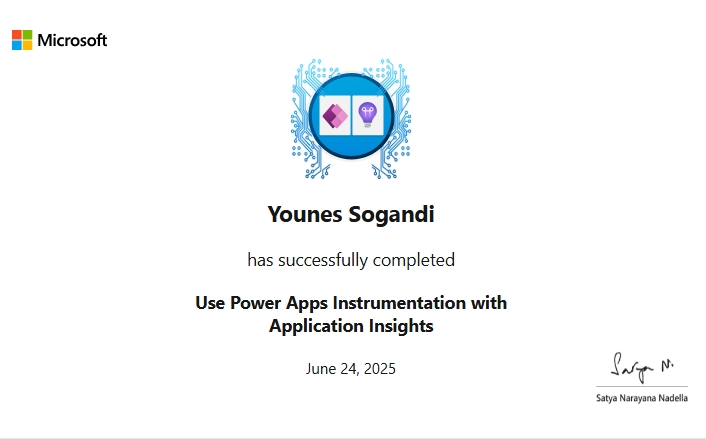 Microsoft
Younes Sogandi
has successfully completed
Use Power Apps Instrumentation with
Application Insights
June 24, 2025
Satya N.
Satya Narayana Nadella